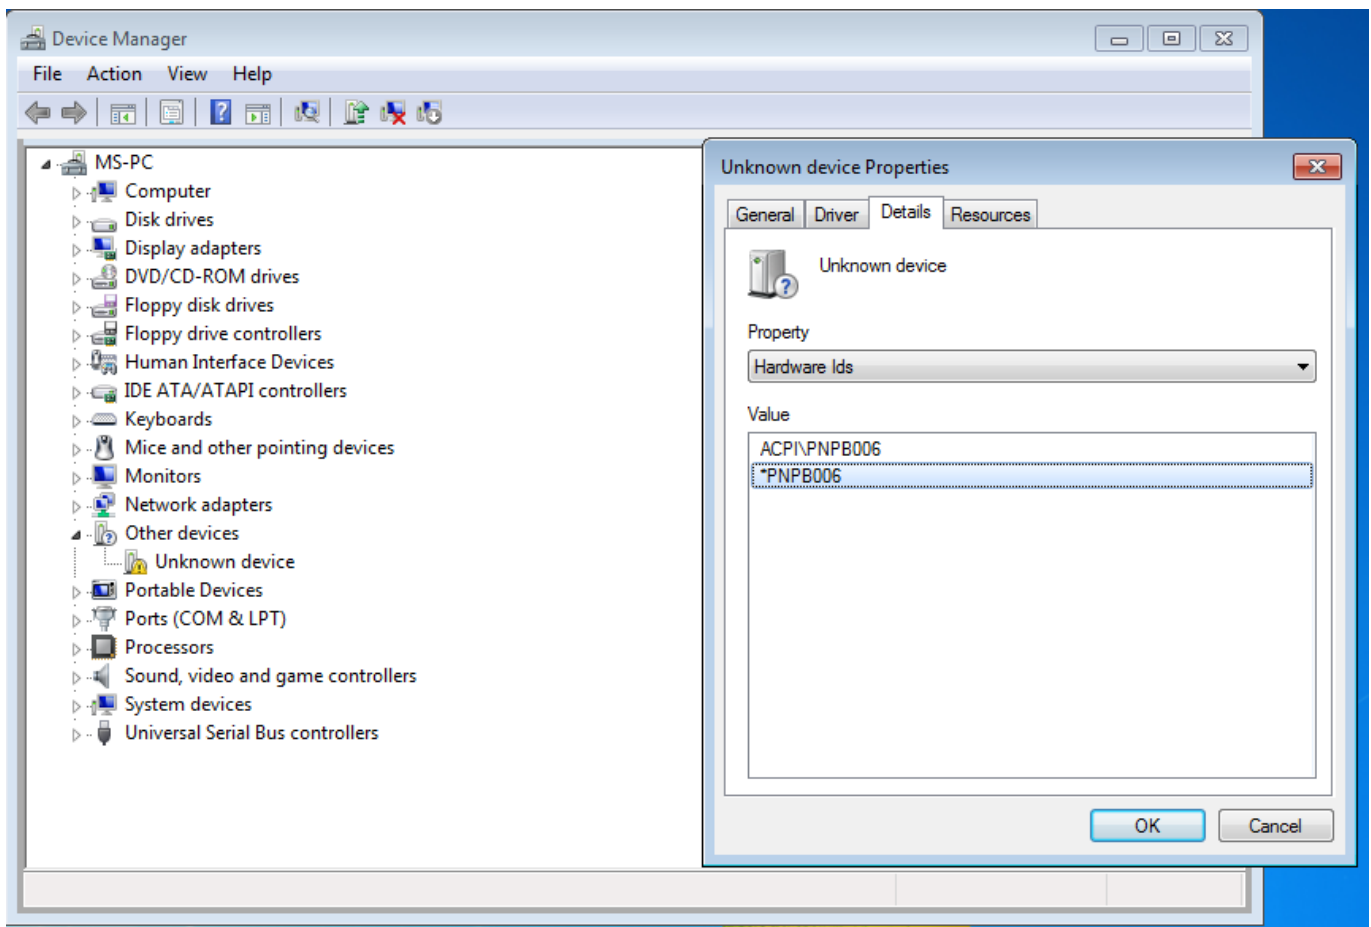 Device Manager
File Action View Help
MS-PC
Computer
Disk drives
Display adapters
DVD/CD-ROM drives
Floppy disk drives
Floppy drive controllers
Human Interface Devices
IDE ATA/ATAPI controllers
Keyboards
Mice and other pointing devices
Monitors
Network adapters
Other devices
Unknown device
Portable Devices
Ports (COM & LPT)
Processors
Sound, video and game controllers
System devices
Universal Serial Bus controllers
Unknown device Properties
General Driver Details Resources
Unknown device
Property
Hardware Ids
Value
ACPI\PNPB006
*PNPB006
OK Cancel